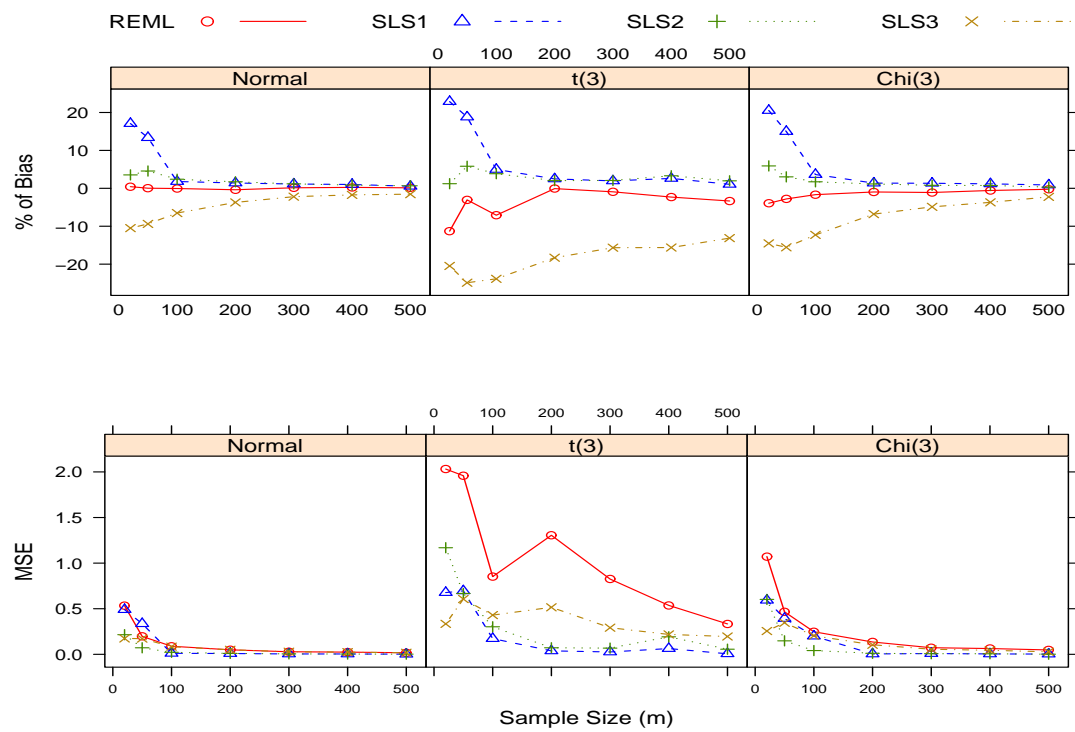 REML SLS1 SLS2 SLS3
0 100 200 300 400 500
Normal t(3) Chi(3)
20
10
0
−10
−20
% of Bias
0 100 200 300 400 500 0 100 200 300 400 500
0 100 200 300 400 500
Normal t(3) Chi(3)
2.0
1.5
1.0
0.5
0.0
MSE
0 100 200 300 400 500 0 100 200 300 400 500
Sample Size (m)